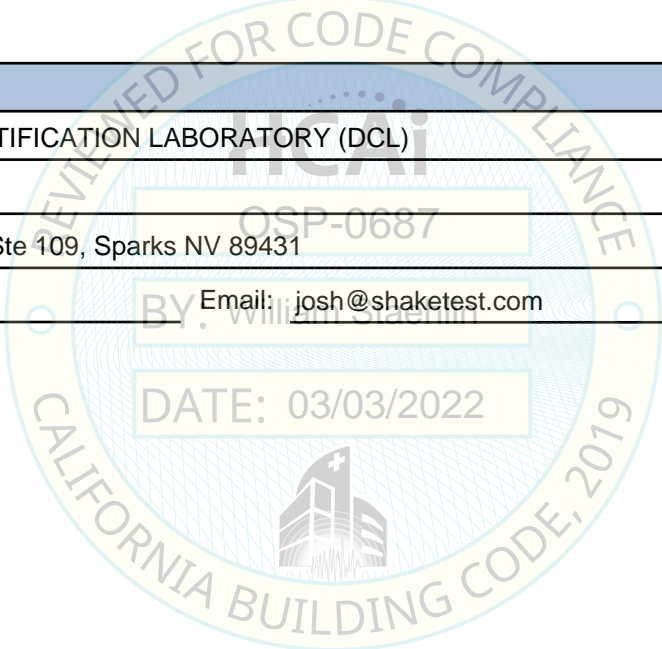 REVIEWED FOR CODE COMPLIANCE
HCAi
TIFICATION LABORATORY (DCL)
OSP-0687
Ste 109, Sparks NV 89431
Email: josh@shaketest.com
BY: William Staehlin
DATE: 03/03/2022
CALIFORNIA BUILDING CODE, 2019